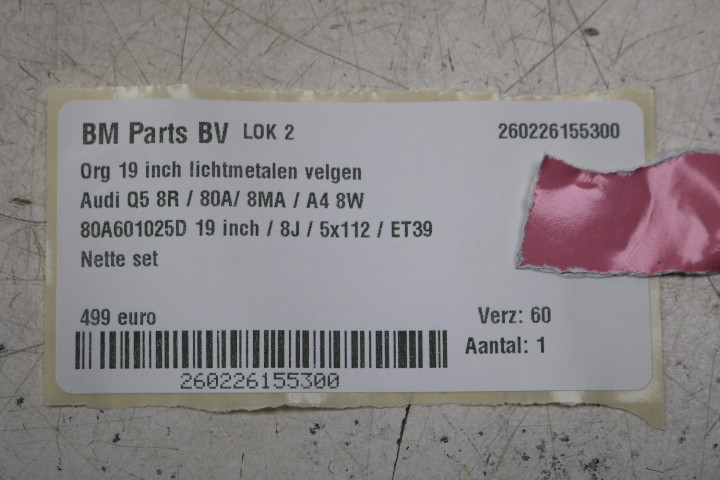 BM Parts BV LOK 2 260226155300
Org 19 inch lichtmetalen velgen
Audi Q5 8R / 80A/ 8MA / A4 8W
80A601025D 19 inch / 8J / 5x112 / ET39
Nette set
499 euro Verz: 60
Aantal: 1
260226155300